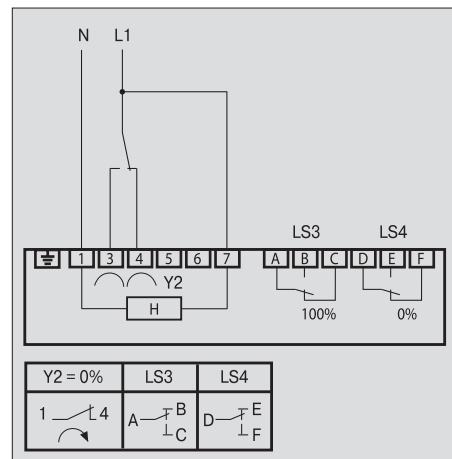 N L1
LS3 LS4
1 3 4 5 6 7 A B C D E F
Y2
H
100% 0%
Y2 = 0% LS3 LS4
1 4 A B C D E F